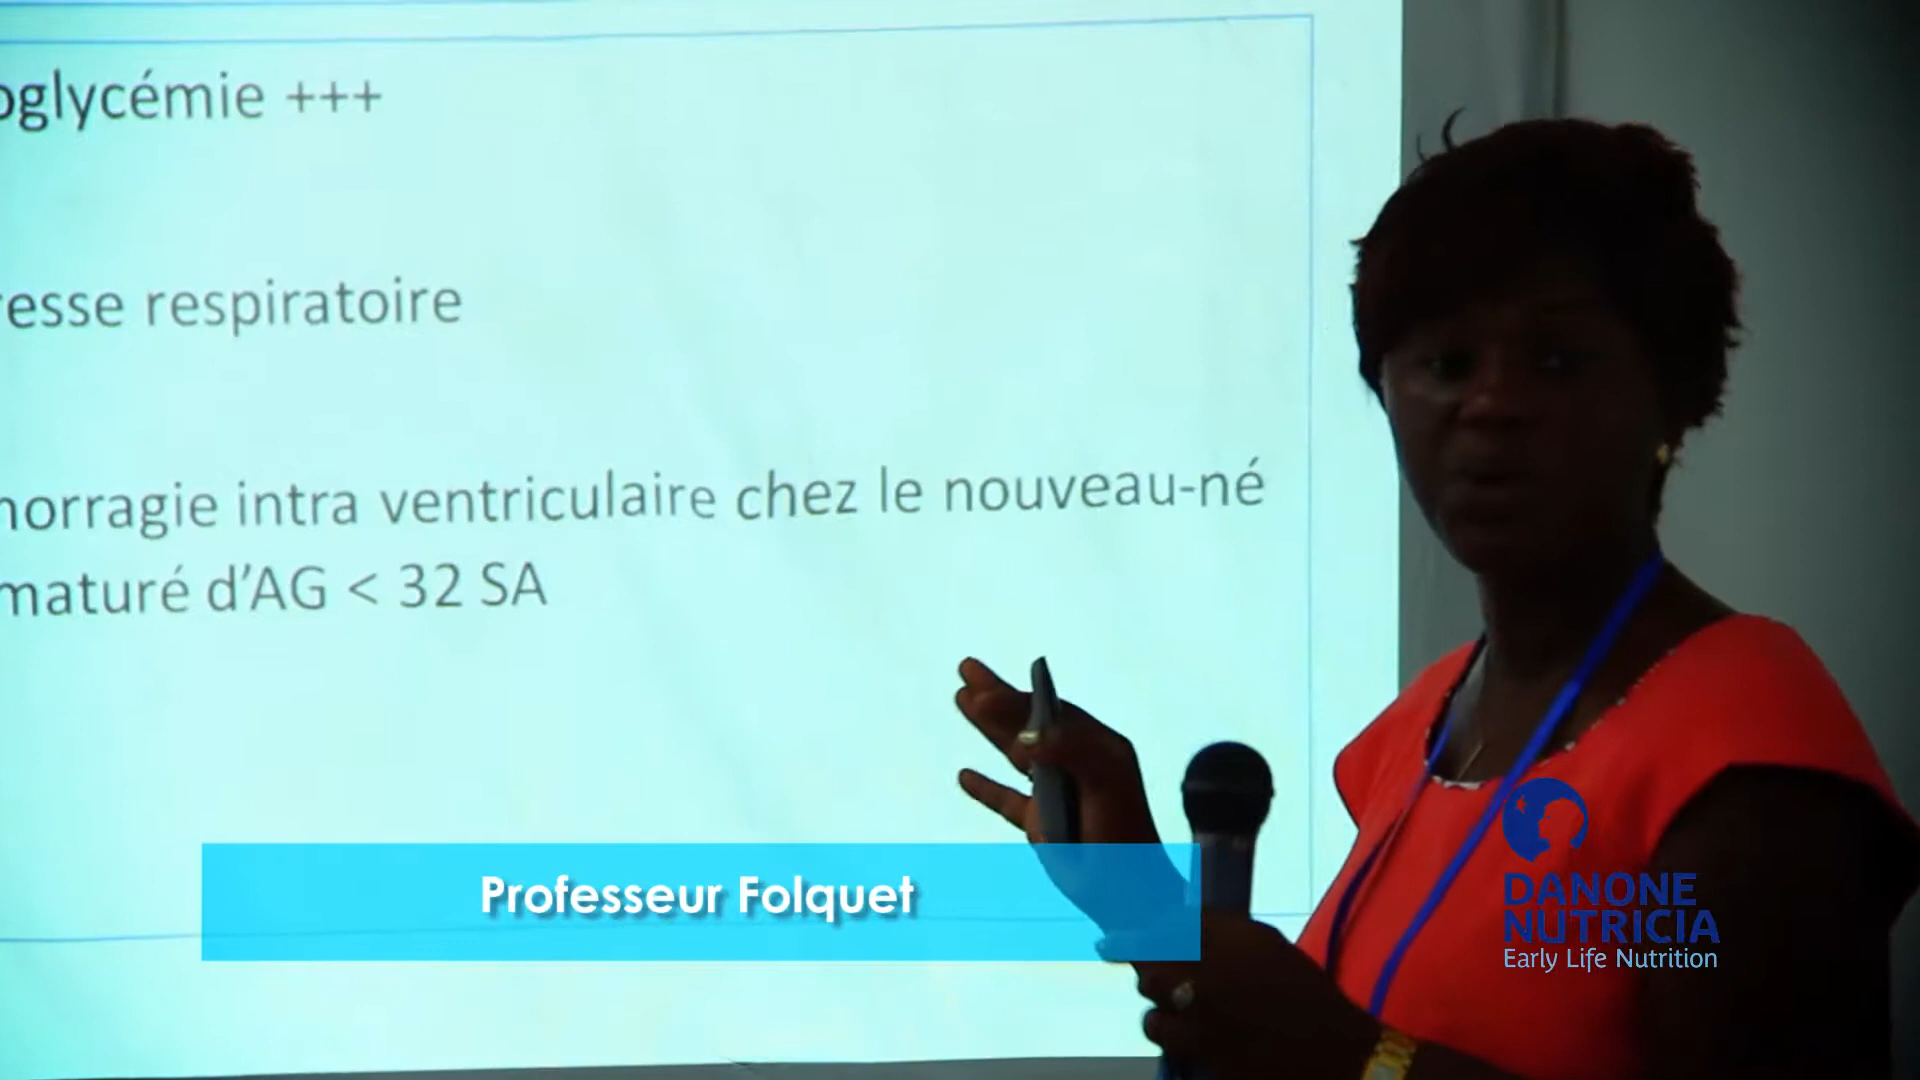 oglycémie +++
esse respiratoire
horragie intra ventriculaire chez le nouveau-né
maturé d'AG < 32 SA
Professeur Folquet
DANONE
NUTRICIA
Early Life Nutrition